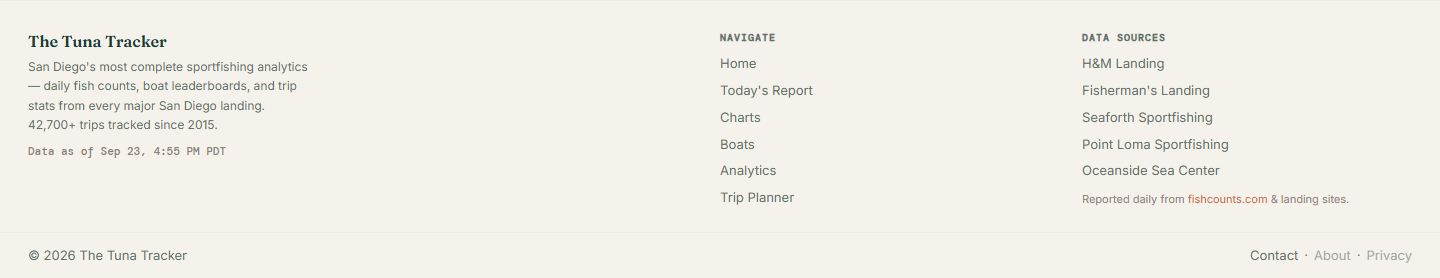 The Tuna Tracker
San Diego's most complete sportfishing analytics
— daily fish counts, boat leaderboards, and trip
stats from every major San Diego landing.
42,700+ trips tracked since 2015.
Data as of Sep 23, 4:55 PM PDT
NAVIGATE
Home
Today's Report
Charts
Boats
Analytics
Trip Planner
DATA SOURCES
H&M Landing
Fisherman's Landing
Seaforth Sportfishing
Point Loma Sportfishing
Oceanside Sea Center
Reported daily from fishcounts.com & landing sites.
© 2026 The Tuna Tracker
Contact · About · Privacy